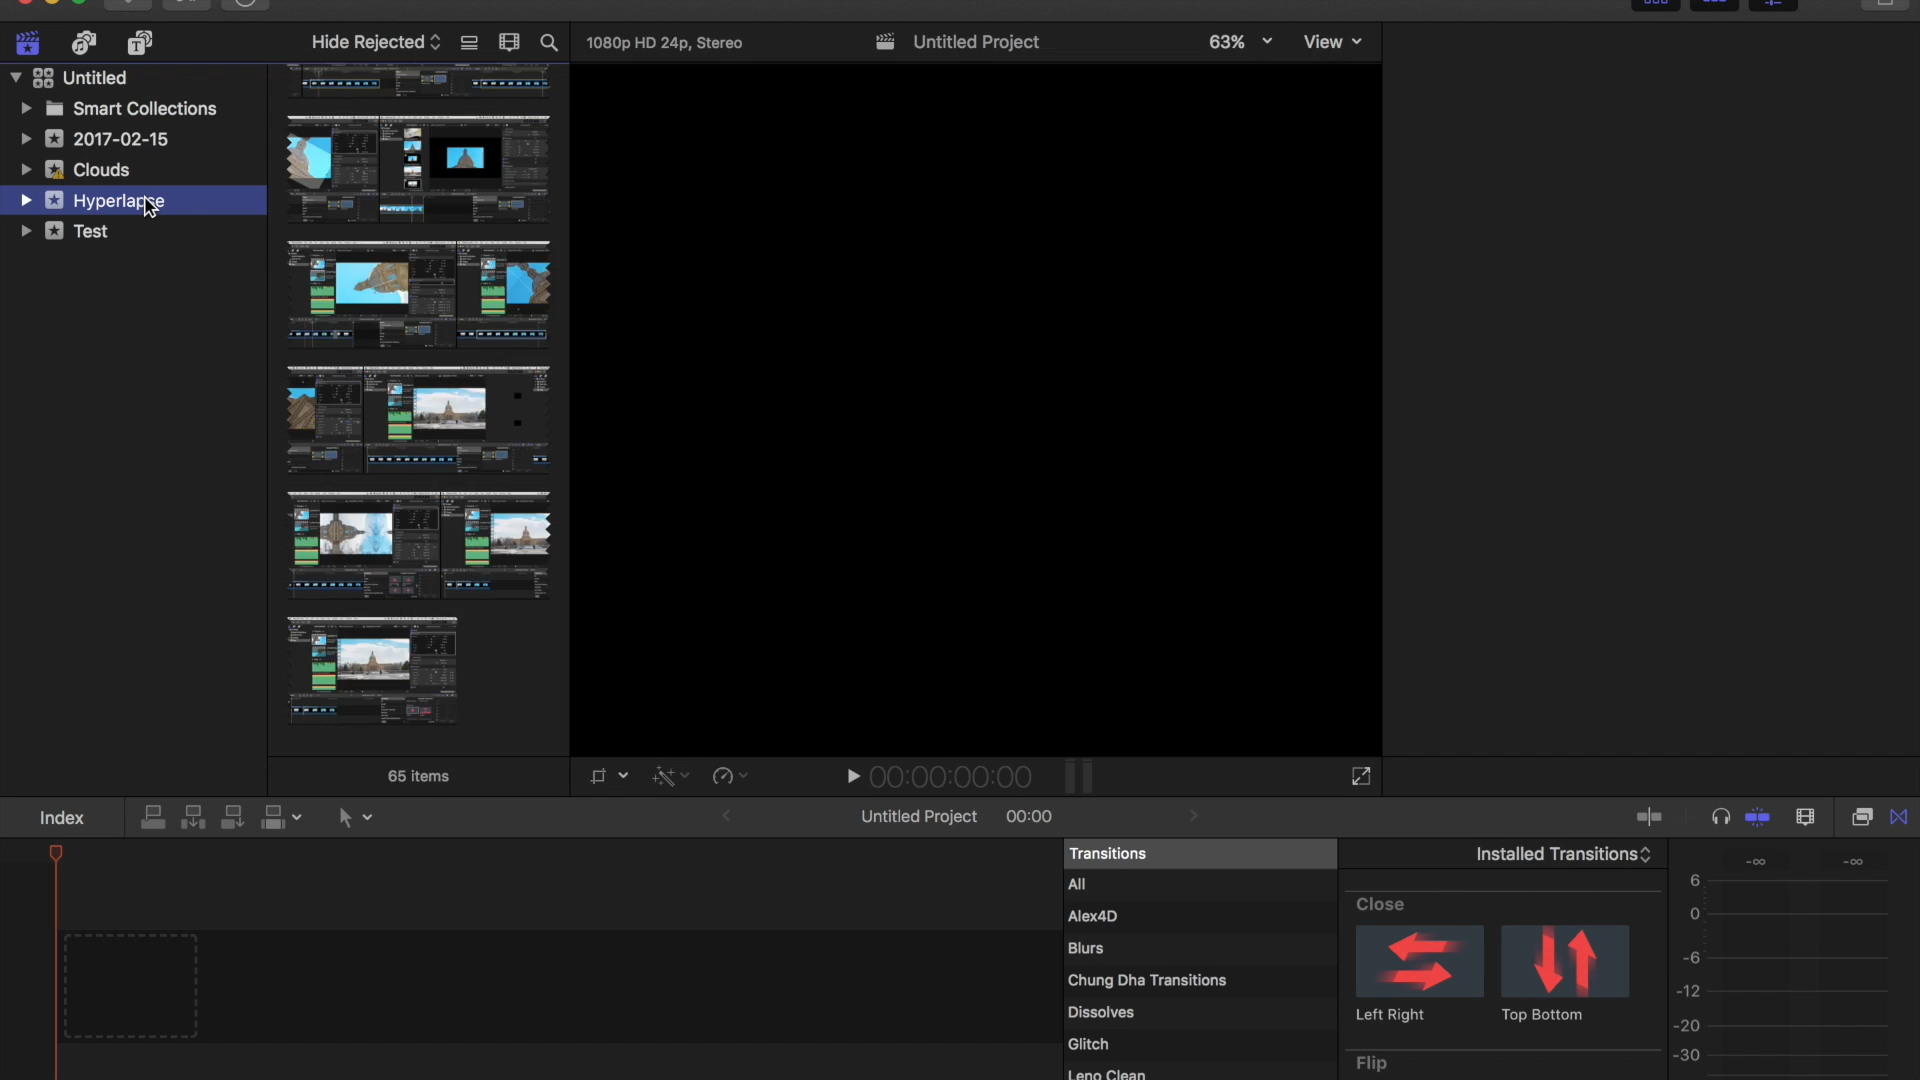 Hide Rejected
1080p HD 24p, Stereo
Untitled Project
63%
View
Untitled
Smart Collections
2017-02-15
Clouds
Hyperlapse
Test
65 items
00:00:00:00
Index
Untitled Project
00:00
Transitions
Installed Transitions
All
Alex4D
Blurs
Chung Dha Transitions
Dissolves
Glitch
Leno Clean
Close
Left Right
Top Bottom
Flip
-∞
-∞
6
0
-6
-12
-20
-30